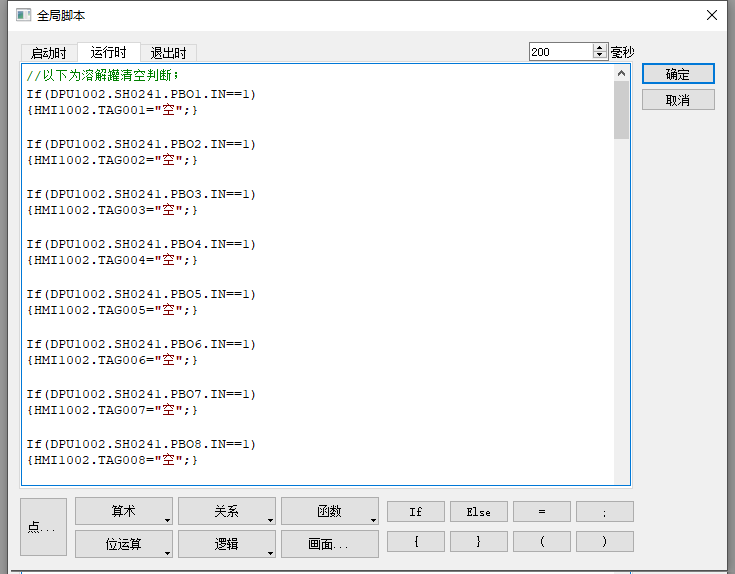 全局脚本
启动时 运行时 退出时 200 毫秒
确定
取消
//以下为溶解罐清空判断;
If(DPU1002.SH0241.PBO1.IN==1)
{HMI1002.TAG001="空";}
If(DPU1002.SH0241.PBO2.IN==1)
{HMI1002.TAG002="空";}
If(DPU1002.SH0241.PBO3.IN==1)
{HMI1002.TAG003="空";}
If(DPU1002.SH0241.PBO4.IN==1)
{HMI1002.TAG004="空";}
If(DPU1002.SH0241.PBO5.IN==1)
{HMI1002.TAG005="空";}
If(DPU1002.SH0241.PBO6.IN==1)
{HMI1002.TAG006="空";}
If(DPU1002.SH0241.PBO7.IN==1)
{HMI1002.TAG007="空";}
If(DPU1002.SH0241.PBO8.IN==1)
{HMI1002.TAG008="空";}
点... 算术 关系 函数 If Else = ;
位运算 逻辑 画面... { } ( )